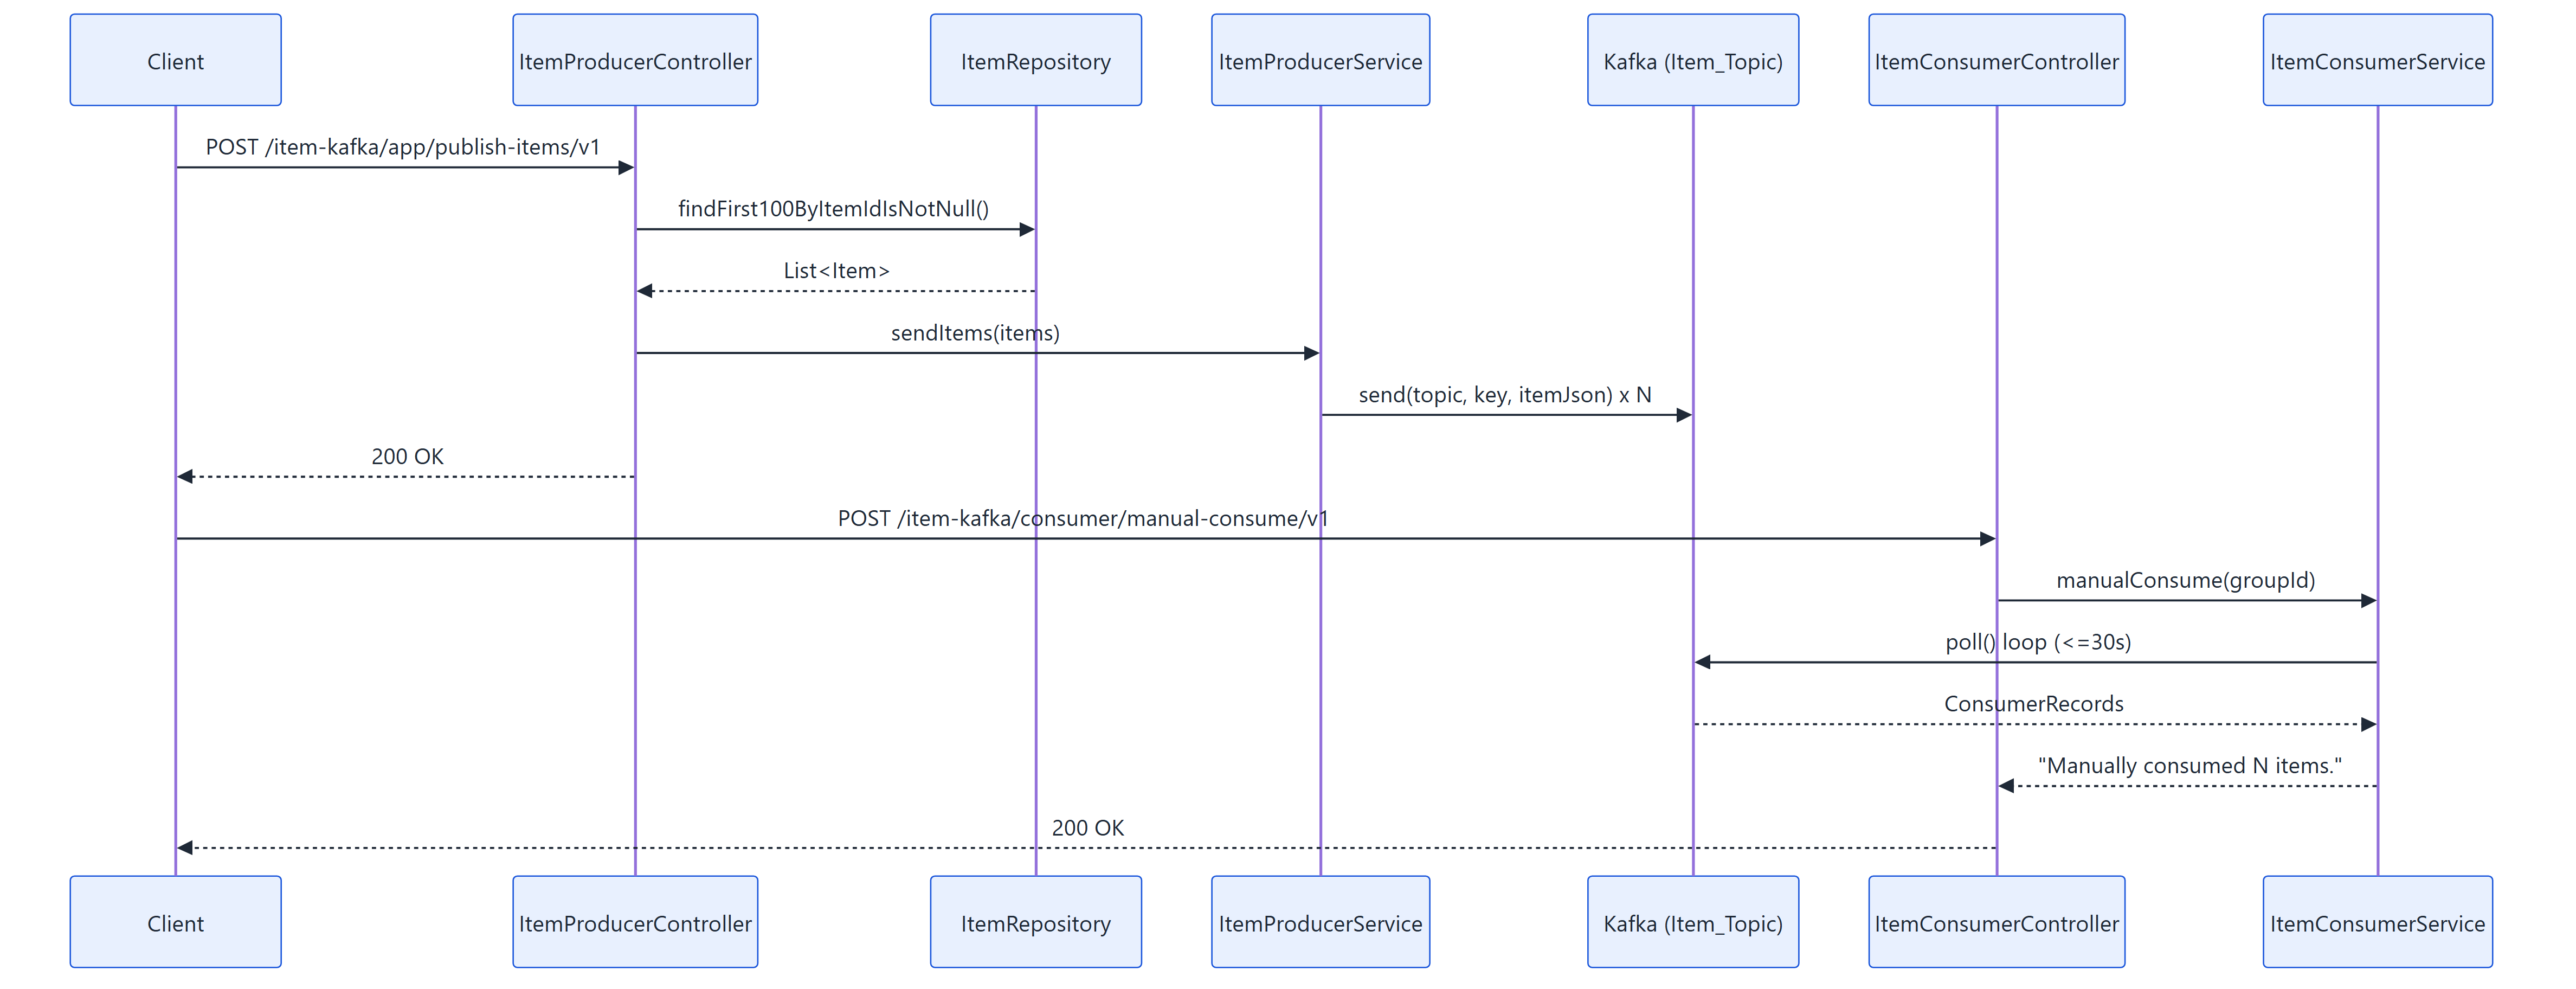 Client
ItemProducerController
ItemRepository
ItemProducerService
Kafka (Item_Topic)
ItemConsumerController
ItemConsumerService
POST /item-kafka/app/publish-items/v1
findFirst100ByItemIdIsNotNull()
List<Item>
sendItems(items)
send(topic, key, itemJson) x N
200 OK
POST /item-kafka/consumer/manual-consume/v1
manualConsume(groupId)
poll() loop (<=30s)
ConsumerRecords
"Manually consumed N items."
200 OK
Client
ItemProducerController
ItemRepository
ItemProducerService
Kafka (Item_Topic)
ItemConsumerController
ItemConsumerService